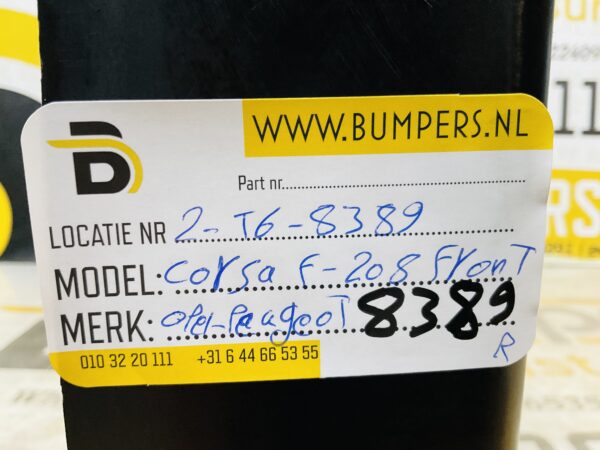 WWW.BUMPERS.NL
Part nr.
LOCATIE NR 2-T6-8389
MODEL: Corsa F-208 FronT
MERK: opel-PeagooT 8389
R
010 32 20 111 +31 6 44 66 53 55